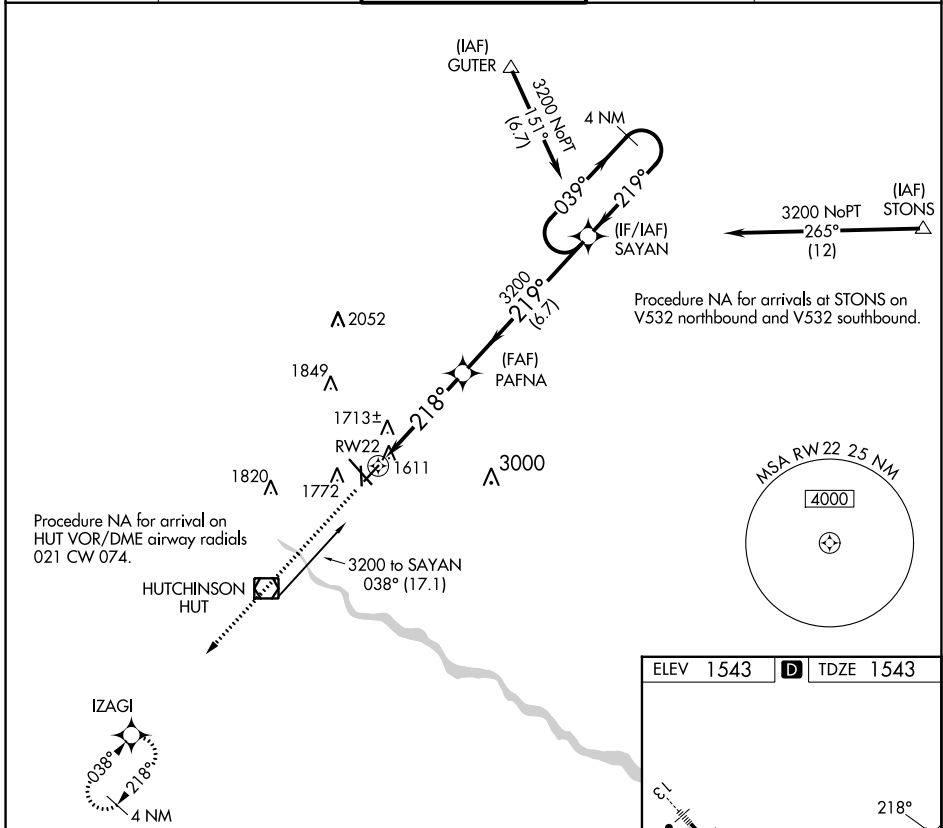 (IAF)
GUTER
3200 NoPT
151°
(6.7)
4 NM
039°
219°
(IF/IAF)
SAYAN
(IAF)
STONS
3200 NoPT
265°
(12)
Procedure NA for arrivals at STONS on
V532 northbound and V532 southbound.
3200
219°
(6.7)
2052
(FAF)
PAFNA
1849
218°
1713±
RW22
1611
3000
1820
1772
MSA RW 22 25 NM
4000
Procedure NA for arrival on
HUT VOR/DME airway radials
021 CW 074.
3200 to SAYAN
038° (17.1)
HUTCHINSON
HUT
ELEV 1543 D TDZE 1543
IZAGI
038°
218°
4 NM
13
218°